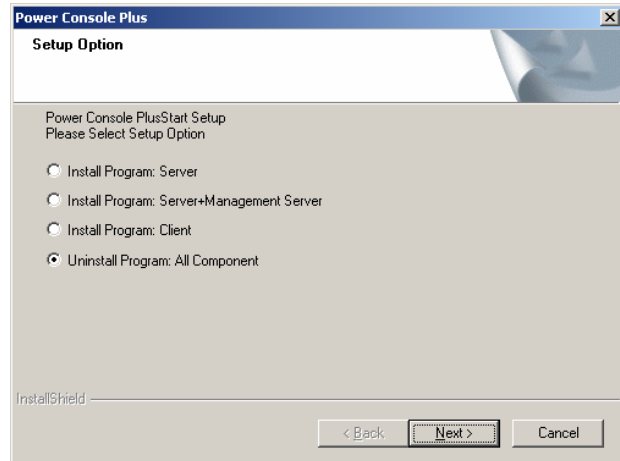 Power Console Plus
Setup Option
Power Console PlusStart Setup
Please Select Setup Option
Install Program: Server
Install Program: Server+Management Server
Install Program: Client
Uninstall Program: All Component
InstallShield
< Back
Next >
Cancel